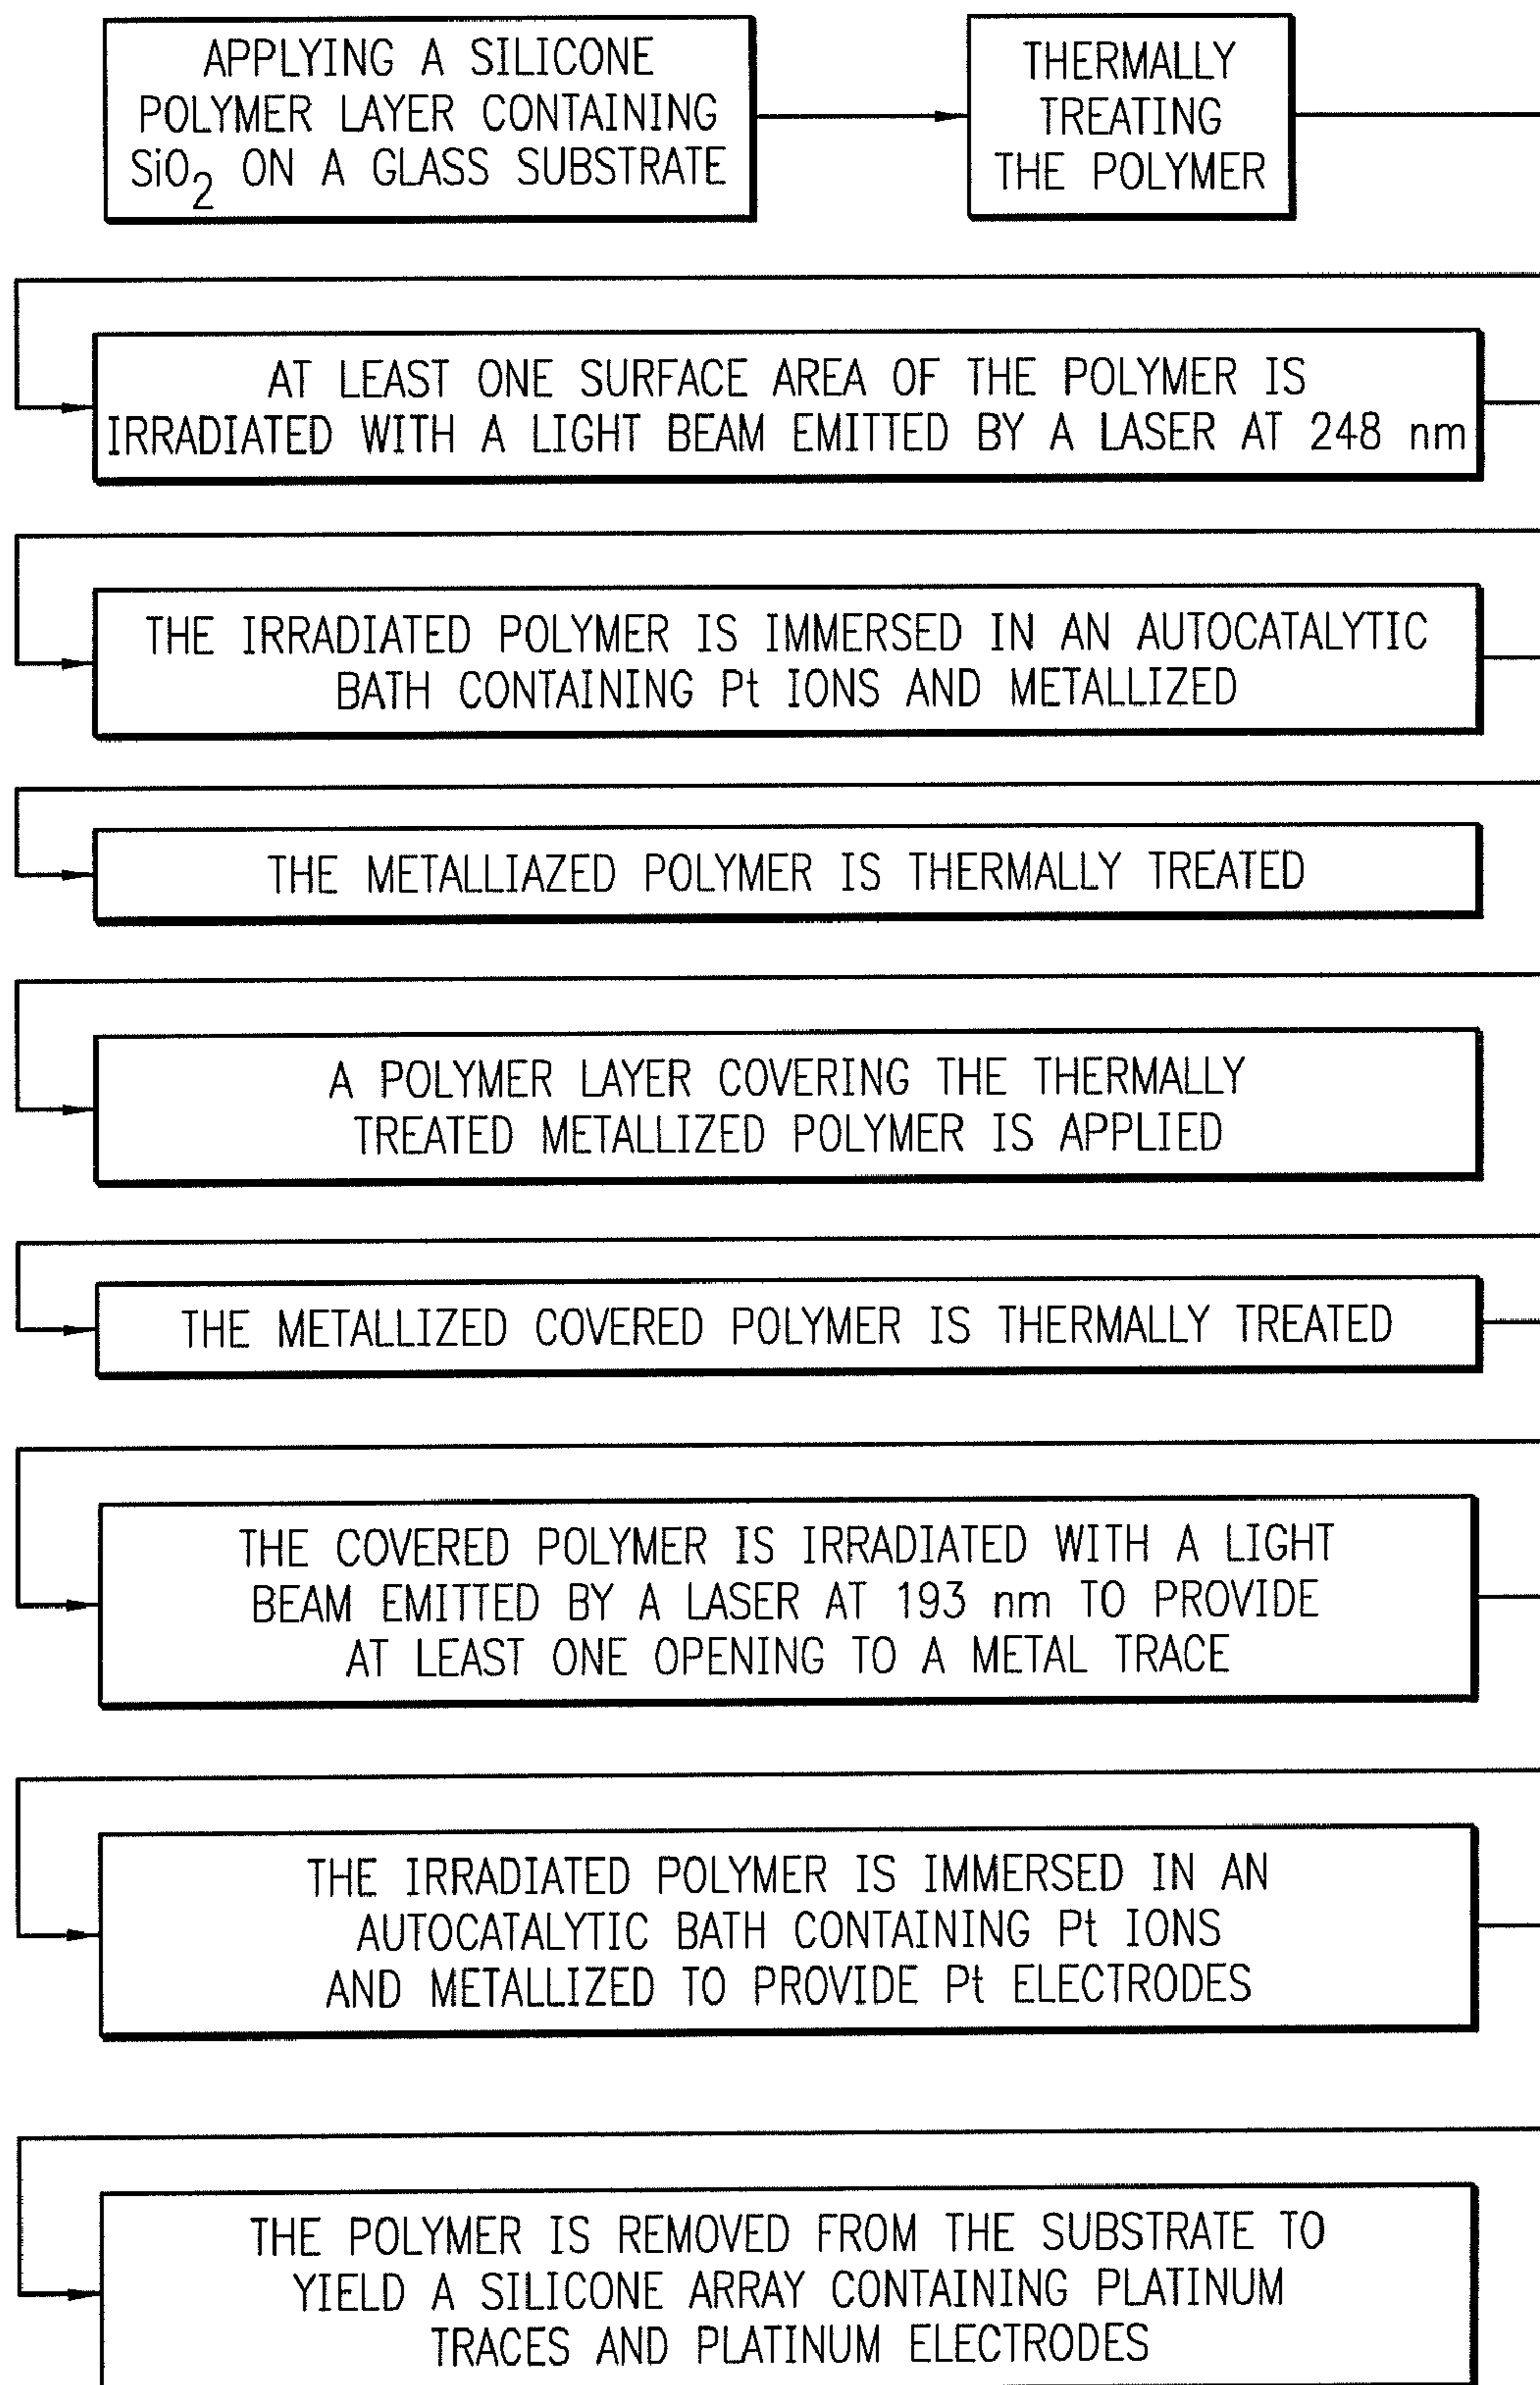 APPLYING A SILICONE
POLYMER LAYER CONTAINING
SiO2 ON A GLASS SUBSTRATE
THERMALLY
TREATING
THE POLYMER
AT LEAST ONE SURFACE AREA OF THE POLYMER IS
IRRADIATED WITH A LIGHT BEAM EMITTED BY A LASER AT 248 nm
THE IRRADIATED POLYMER IS IMMERSED IN AN AUTOCATALYTIC
BATH CONTAINING Pt IONS AND METALLIZED
THE METALLIAZED POLYMER IS THERMALLY TREATED
A POLYMER LAYER COVERING THE THERMALLY
TREATED METALLIZED POLYMER IS APPLIED
THE METALLIZED COVERED POLYMER IS THERMALLY TREATED
THE COVERED POLYMER IS IRRADIATED WITH A LIGHT
BEAM EMITTED BY A LASER AT 193 nm TO PROVIDE
AT LEAST ONE OPENING TO A METAL TRACE
THE IRRADIATED POLYMER IS IMMERSED IN AN
AUTOCATALYTIC BATH CONTAINING Pt IONS
AND METALLIZED TO PROVIDE Pt ELECTRODES
THE POLYMER IS REMOVED FROM THE SUBSTRATE TO
YIELD A SILICONE ARRAY CONTAINING PLATINUM
TRACES AND PLATINUM ELECTRODES